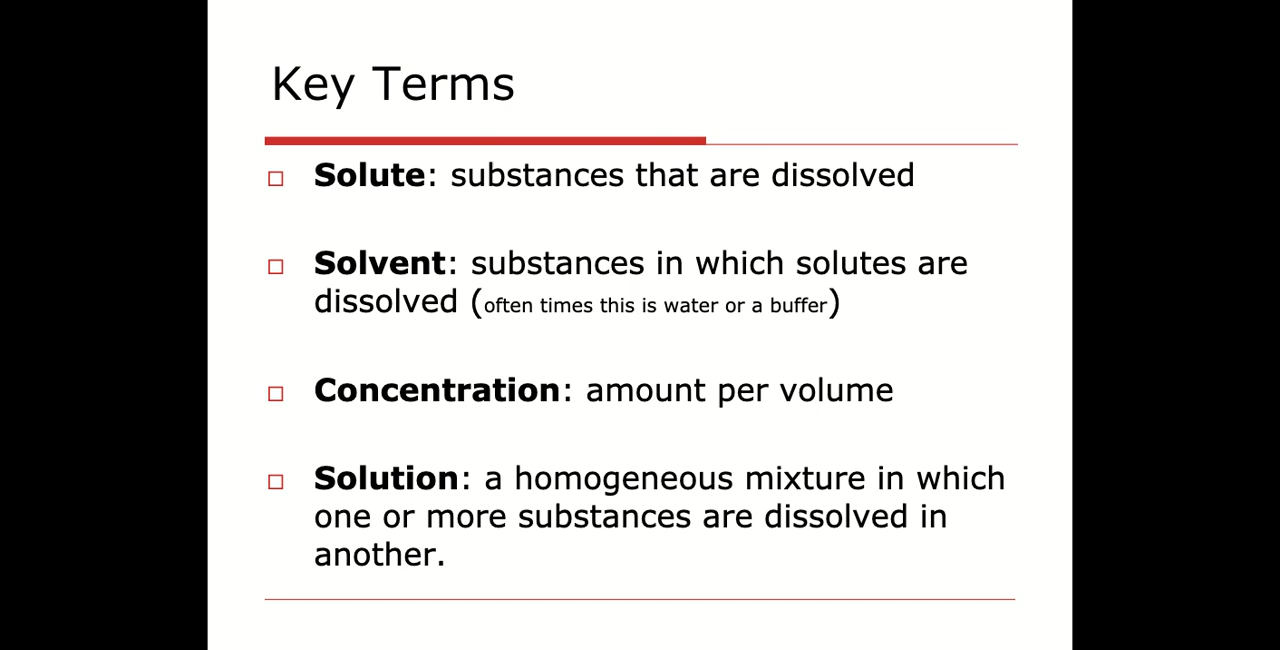 Key Terms
Solute: substances that are dissolved
Solvent: substances in which solutes are
dissolved (often times this is water or a buffer)
Concentration: amount per volume
Solution: a homogeneous mixture in which
one or more substances are dissolved in
another.